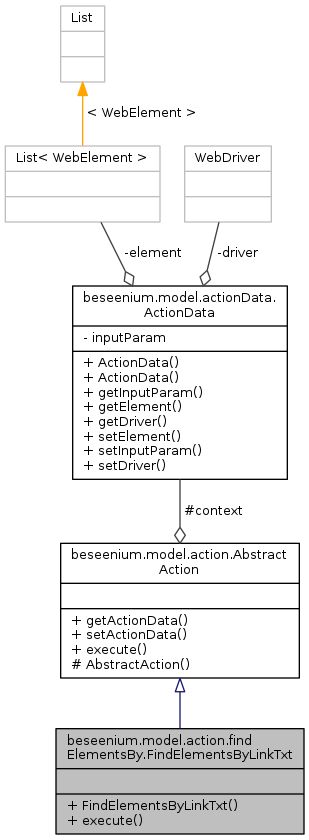 List
< WebElement >
List< WebElement >
WebDriver
-element
-driver
beseenium.model.actionData.
ActionData
- inputParam
+ ActionData()
+ ActionData()
+ getInputParam()
+ getElement()
+ getDriver()
+ setElement()
+ setInputParam()
+ setDriver()
#context
beseenium.model.action.Abstract
Action
+ getActionData()
+ setActionData()
+ execute()
# AbstractAction()
beseenium.model.action.find
ElementsBy.FindElementsByLinkTxt
+ FindElementsByLinkTxt()
+ execute()